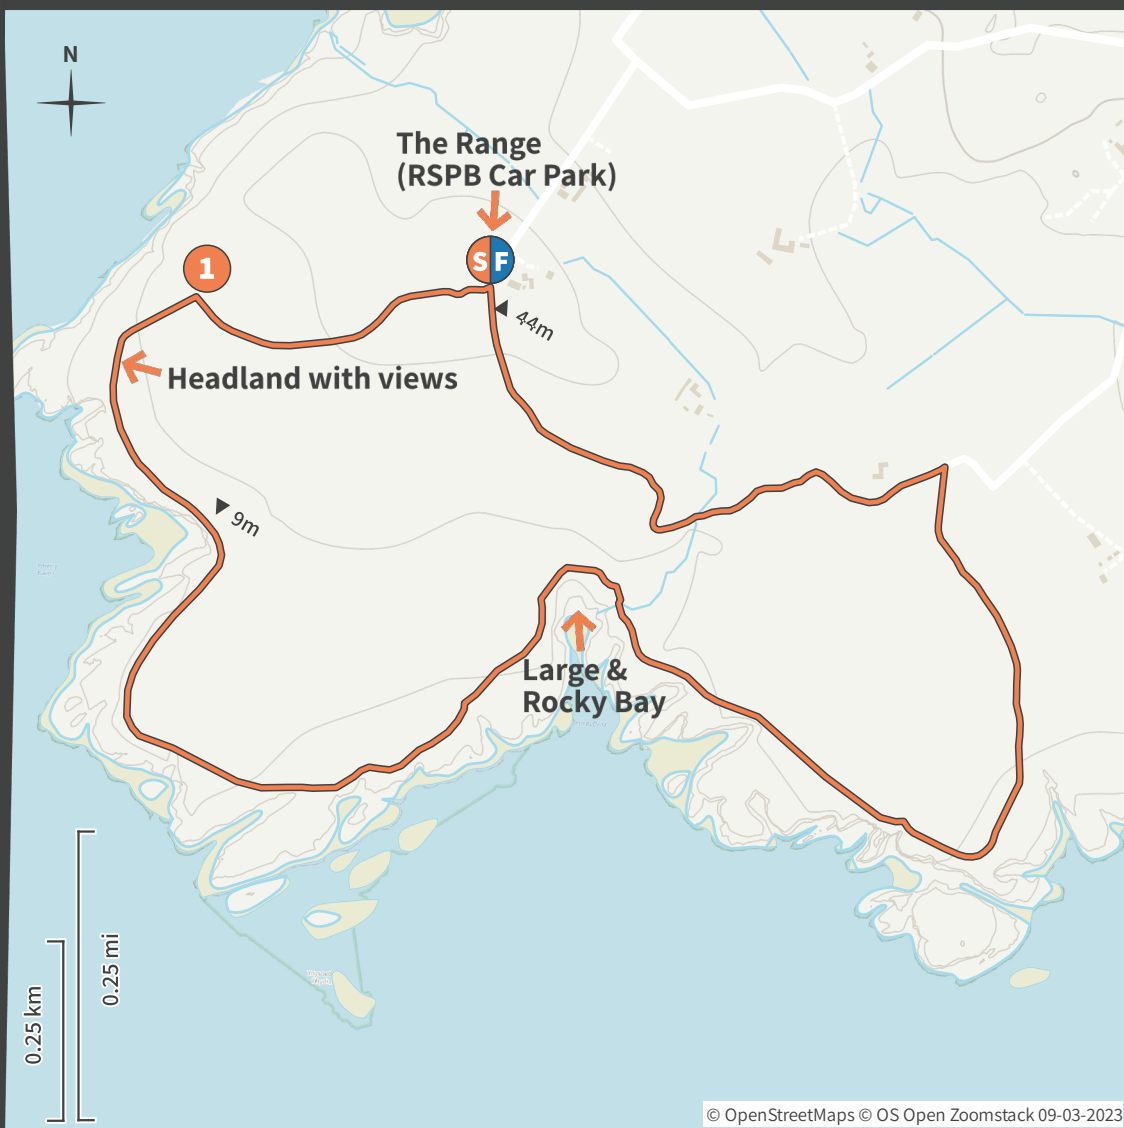 N
The Range
(RSPB Car Park)
S F
1
44m
Headland with views
9m
Large &
Rocky Bay
0.25 mi
0.25 km
© OpenStreetMaps © OS Open Zoomstack 09-03-2023